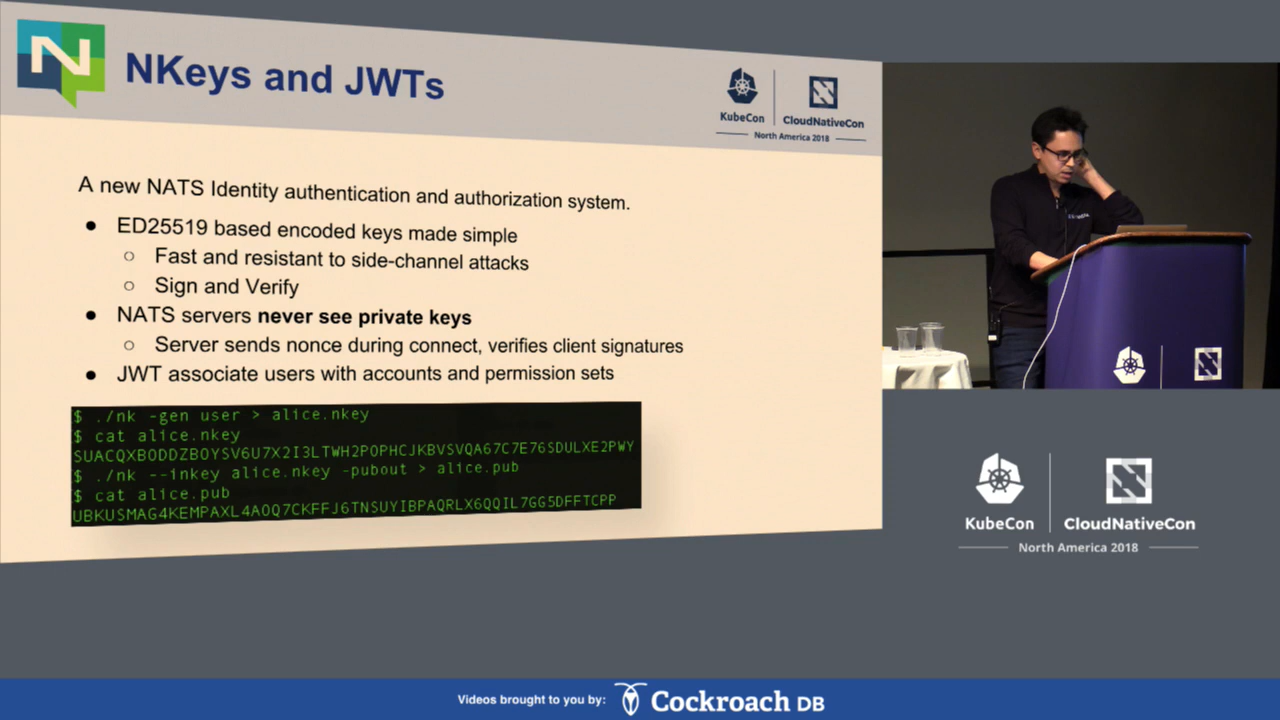 N
NKeys and JWTs
KubeCon
CloudNativeCon
North America 2018
A new NATS Identity authentication and authorization system.
● ED25519 based encoded keys made simple
○ Fast and resistant to side-channel attacks
○ Sign and Verify
● NATS servers never see private keys
○ Server sends nonce during connect, verifies client signatures
● JWT associate users with accounts and permission sets
$ ./nk -gen user > alice.nkey
$ cat alice.nkey
SUACQXBODDZBOYSV6U7X2I3LTWH2POPHCJKBVSVQA67C7E76SDULXE2PWY
$ ./nk --inkey alice.nkey -pubout > alice.pub
$ cat alice.pub
UBKUSMAG4KEMPAXL4AOQ7CKFFJ6TNSUYIBPAQRLX6QQIL7GG5DFFTCPP
KubeCon
CloudNativeCon
North America 2018
Videos brought to you by: Cockroach DB